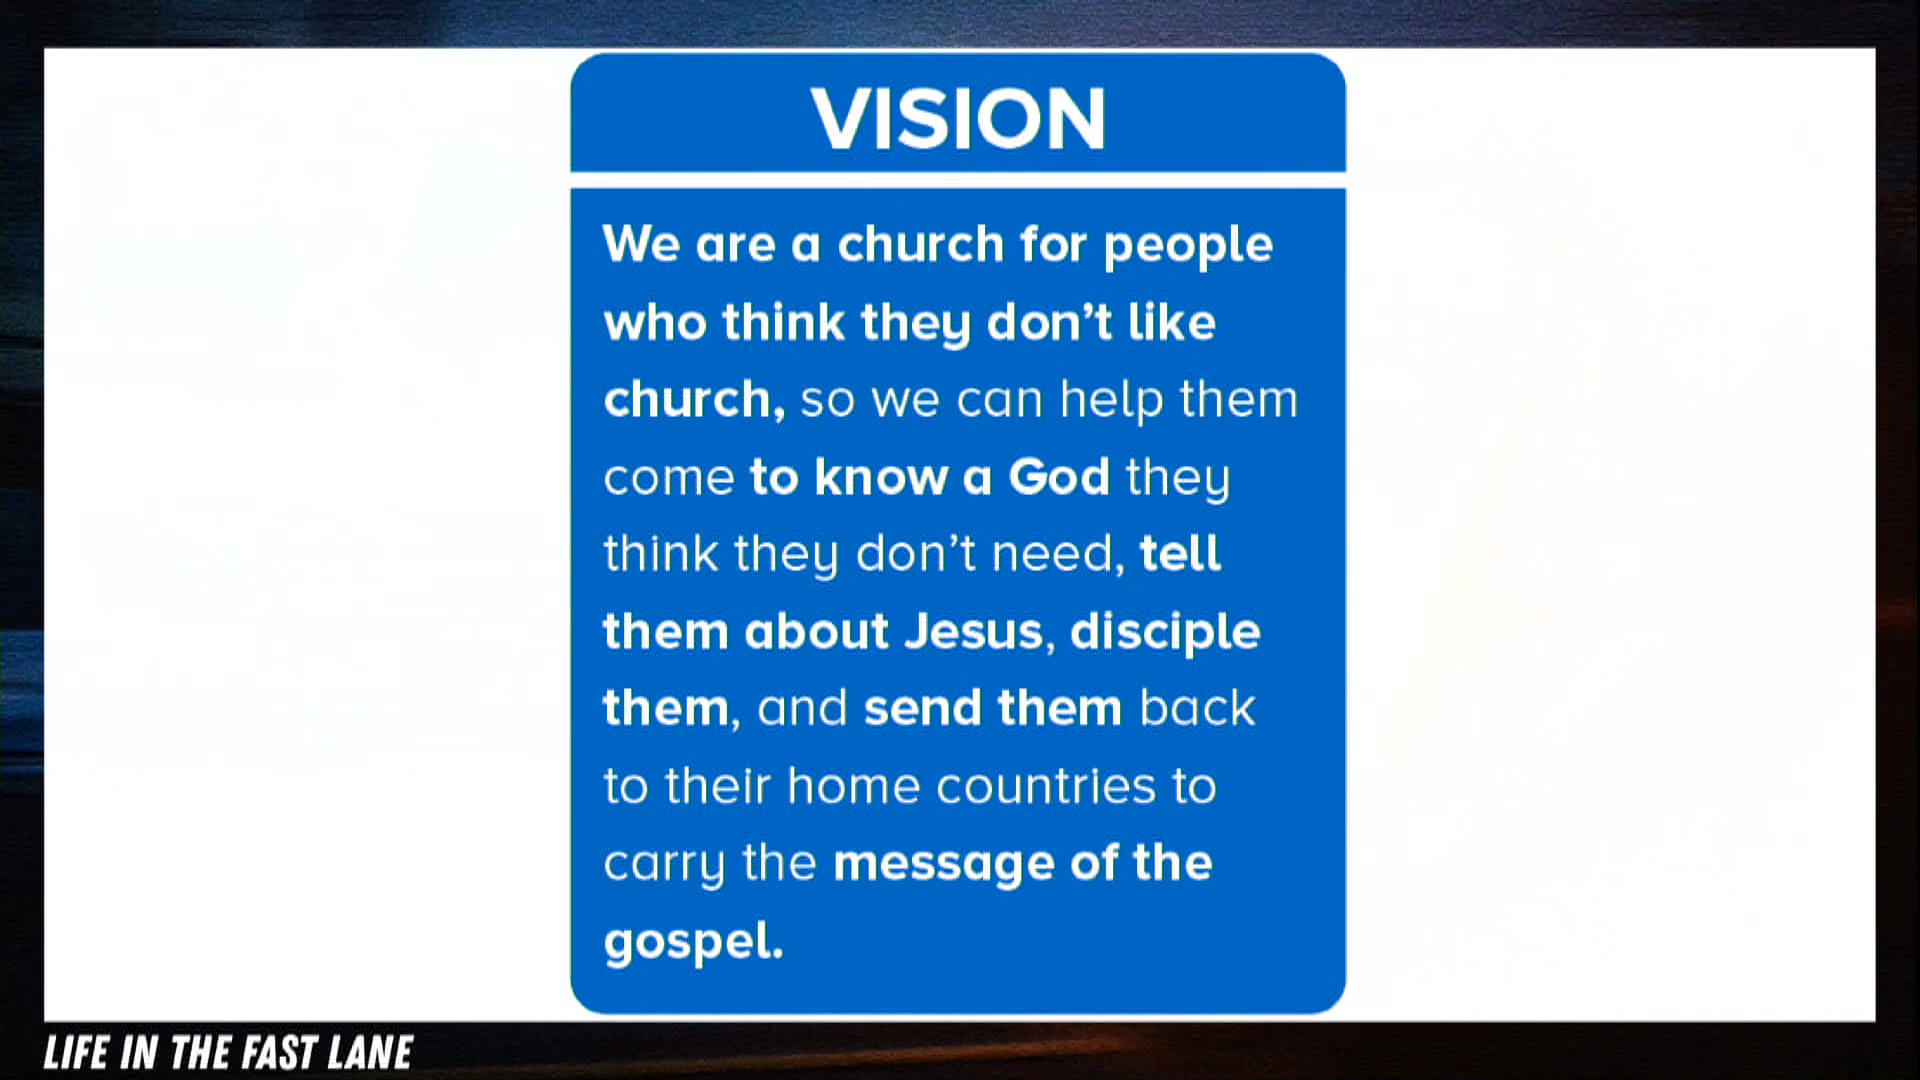 VISION
We are a church for people
who think they don’t like
church, so we can help them
come to know a God they
think they don’t need, tell
them about Jesus, disciple
them, and send them back
to their home countries to
carry the message of the
gospel.
LIFE IN THE FAST LANE